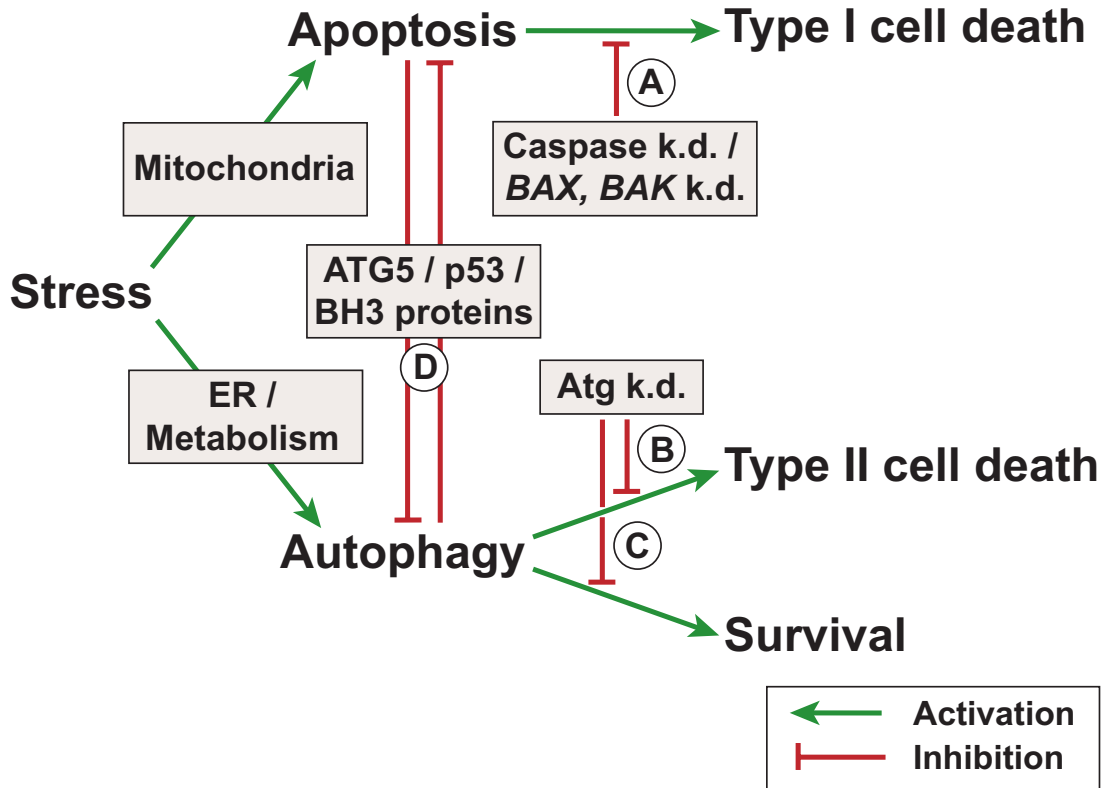 Apoptosis
Type I cell death
A
Caspase k.d. /
BAX, BAK k.d.
Mitochondria
ATG5 / p53 /
BH3 proteins
Stress
D
Atg k.d.
ER /
Metabolism
B
Type II cell death
C
Autophagy
Survival
Activation
Inhibition